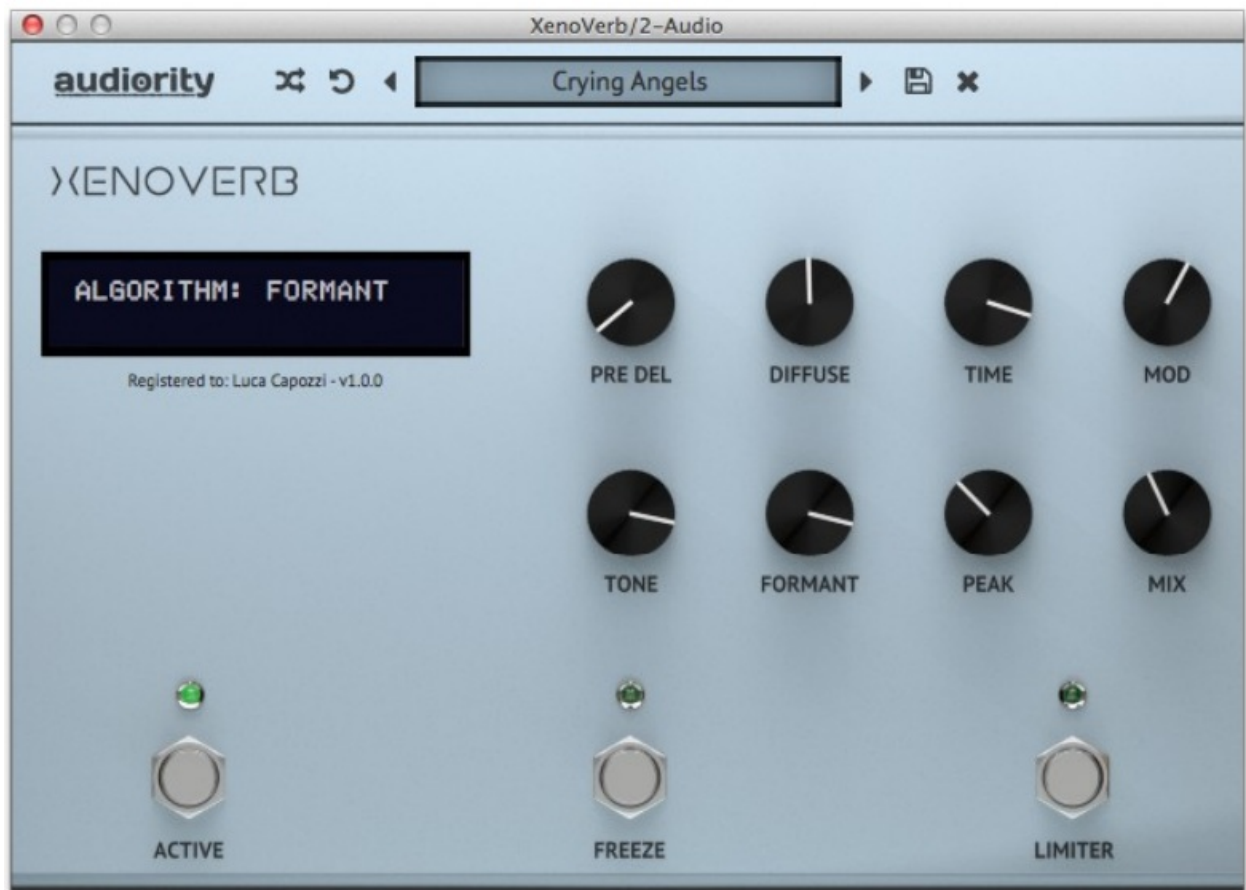 XenoVerb/2-Audio
audiority
Crying Angels
XENOVERB
ALGORITHM: FORMANT
Registered to: Luca Capozzi - v1.0.0
PRE DEL DIFFUSE TIME MOD
TONE FORMANT PEAK MIX
ACTIVE FREEZE LIMITER